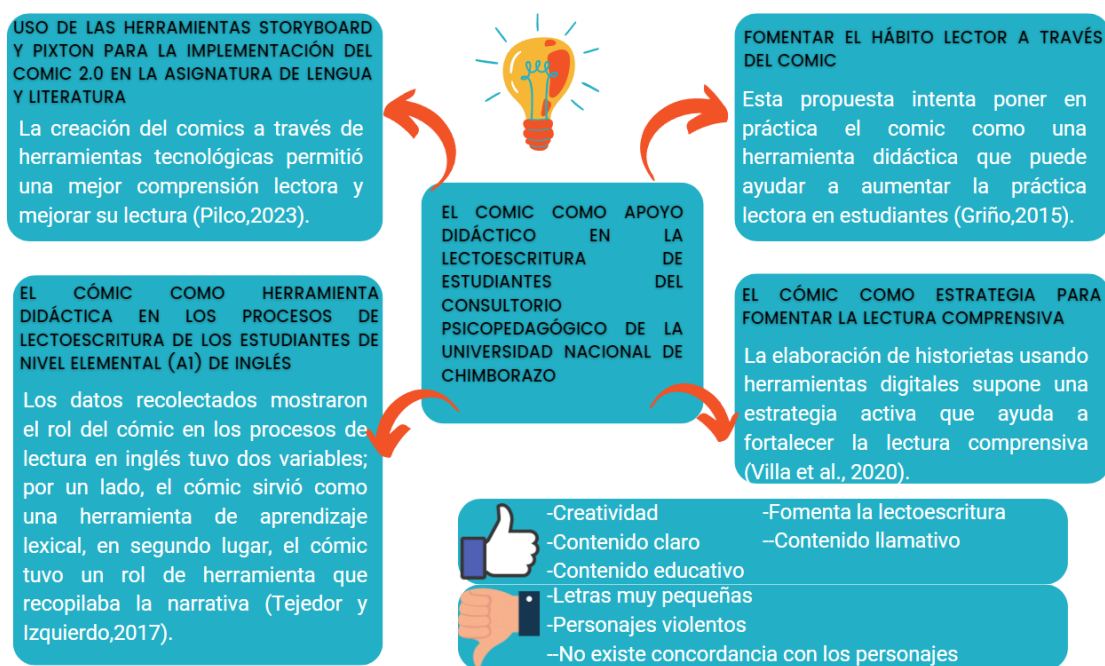 USO DE LAS HERRAMIENTAS STORYBOARD
Y PIXTON PARA LA IMPLEMENTACIÓN DEL
COMIC 2.0 EN LA ASIGNATURA DE LENGUA
Y LITERATURA
La creación del comics a través de
herramientas tecnológicas permitió
una mejor comprensión lectora y
mejorar su lectura (Pilco,2023).
FOMENTAR EL HÁBITO LECTOR A TRAVÉS
DEL COMIC
Esta propuesta intenta poner en
práctica el comic como una
herramienta didáctica que puede
ayudar a aumentar la práctica
lectora en estudiantes (Griño,2015).
EL COMIC COMO APOYO
DIDÁCTICO EN LA
LECTOESCRITURA DE
ESTUDIANTES DEL
CONSULTORIO
PSICOPEDAGÓGICO DE LA
UNIVERSIDAD NACIONAL DE
CHIMBORAZO
EL CÓMIC COMO HERRAMIENTA
DIDÁCTICA EN LOS PROCESOS DE
LECTOESCRITURA DE LOS ESTUDIANTES DE
NIVEL ELEMENTAL (A1) DE INGLÉS
Los datos recolectados mostraron
el rol del cómic en los procesos de
lectura en inglés tuvo dos variables;
por un lado, el cómic sirvió como
una herramienta de aprendizaje
lexical, en segundo lugar, el cómic
tuvo un rol de herramienta que
recopilaba la narrativa (Tejedor y
Izquierdo,2017).
EL CÓMIC COMO ESTRATEGIA PARA
FOMENTAR LA LECTURA COMPRENSIVA
La elaboración de historietas usando
herramientas digitales supone una
estrategia activa que ayuda a
fortalecer la lectura comprensiva
(Villa et al., 2020).
-Creatividad
-Contenido claro
-Contenido educativo
-Fomenta la lectoescritura
--Contenido llamativo
-Letras muy pequeñas
-Personajes violentos
--No existe concordancia con los personajes